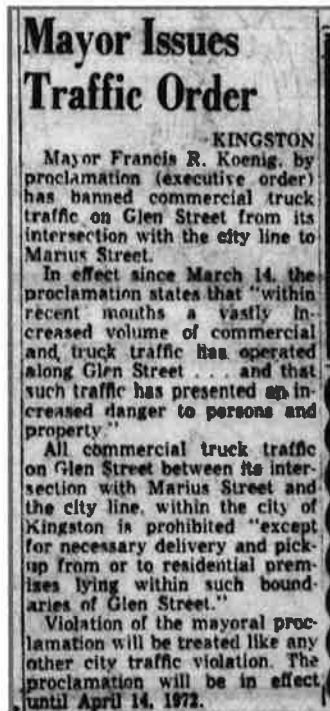 Mayor Issues
Traffic Order
KINGSTON
Mayor Francis R. Koenig, by
proclamation (executive order)
has banned commercial truck
traffic on Glen Street from its
intersection with the city line to
Marius Street.
In effect since March 14, the
proclamation states that "within
recent months a vastly in-
creased volume of commercial
and truck traffic has operated
along Glen Street . . . and that
such traffic has presented an in-
creased danger to persons and
property."
All commercial truck traffic
on Glen Street between its inter-
section with Marius Street and
the city line, within the city of
Kingston is prohibited "except
for necessary delivery and pick-
up from or to residential prem-
ises lying within such bound-
aries of Glen Street."
Violation of the mayoral proc-
lamation will be treated like any
other city traffic violation. The
proclamation will be in effect
until April 14, 1972.